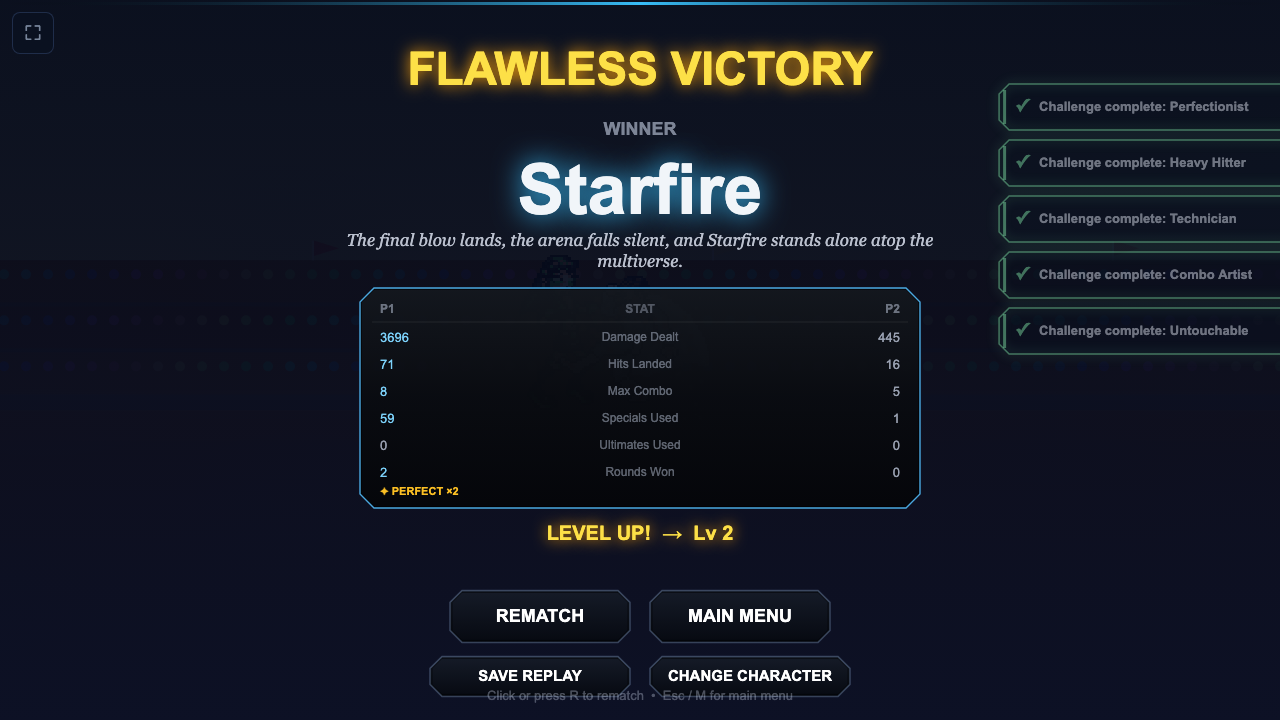 FLAWLESS VICTORY
WINNER
Starfire
The final blow lands, the arena falls silent, and Starfire stands alone atop the
multiverse.
P1 STAT P2
3696 Damage Dealt 445
71 Hits Landed 16
8 Max Combo 5
59 Specials Used 1
0 Ultimates Used 0
2 Rounds Won 0
✦ PERFECT ×2
LEVEL UP! → Lv 2
REMATCH
MAIN MENU
SAVE REPLAY
CHANGE CHARACTER
Click or press R to rematch • Esc / M for main menu
✔ Challenge complete: Perfectionist
✔ Challenge complete: Heavy Hitter
✔ Challenge complete: Technician
✔ Challenge complete: Combo Artist
✔ Challenge complete: Untouchable